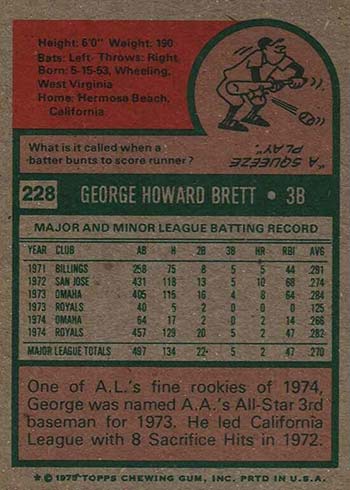 Height: 6'0" Weight: 190
Bats: Left Throws: Right
Born: 5-15-53, Wheeling,
West Virginia
Home: Hermosa Beach,
California
What is it called when a
batter bunts to score runner?
"A SQUEEZE
PLAY."
228 GEORGE HOWARD BRETT • 3B
MAJOR AND MINOR LEAGUE BATTING RECORD
YEAR CLUB AB H 2B 3B HR RBI AVG
1971 BILLINGS 258 75 8 5 5 44 .291
1972 SAN JOSE 431 118 13 5 10 68 .274
1973 OMAHA 405 115 16 4 8 64 .284
1973 ROYALS 40 5 2 0 0 0 .125
1974 OMAHA 64 17 2 0 2 14 .266
1974 ROYALS 457 129 20 5 2 47 .282
MAJOR LEAGUE TOTALS 497 134 22 5 2 47 .270
One of A.L.'s fine rookies of 1974,
George was named A.A.'s All-Star 3rd
baseman for 1973. He led California
League with 8 Sacrifice Hits in 1972.
* © 1975 TOPPS CHEWING GUM, INC. PRTD IN U.S.A.